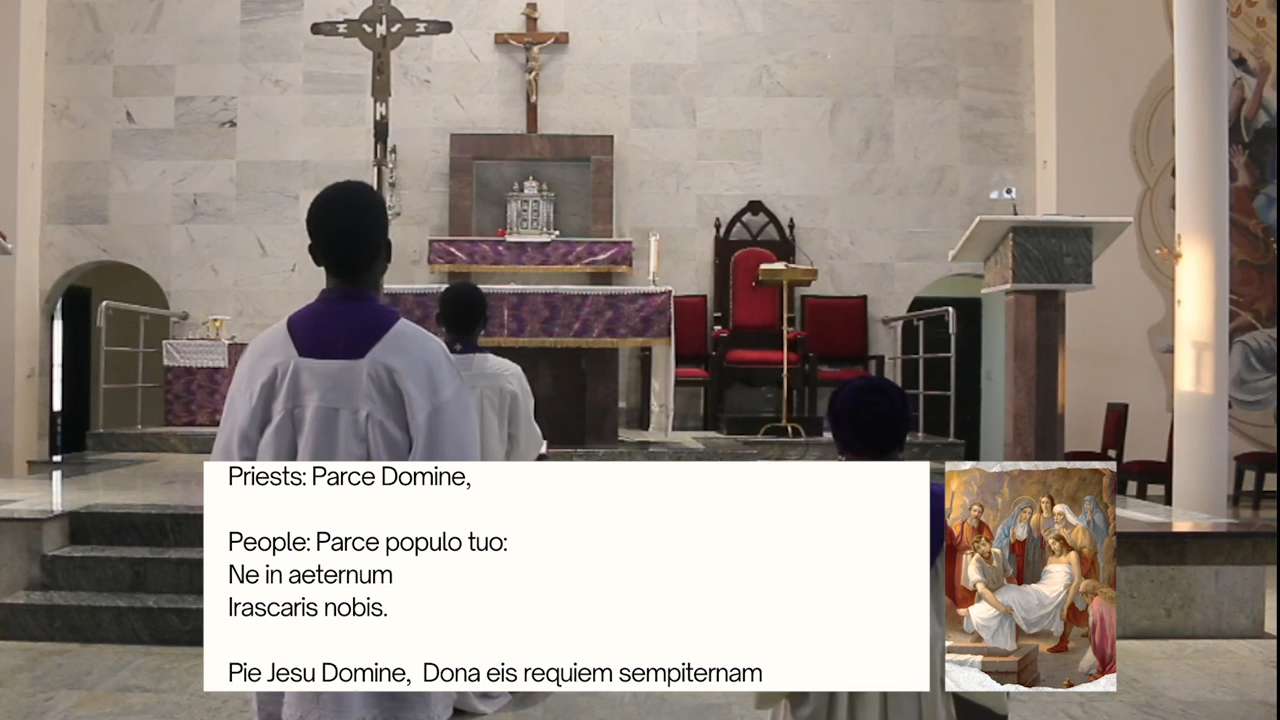 Priests: Parce Domine,
People: Parce populo tuo:
Ne in aeternum
Irascaris nobis.
Pie Jesu Domine,  Dona eis requiem sempiternam